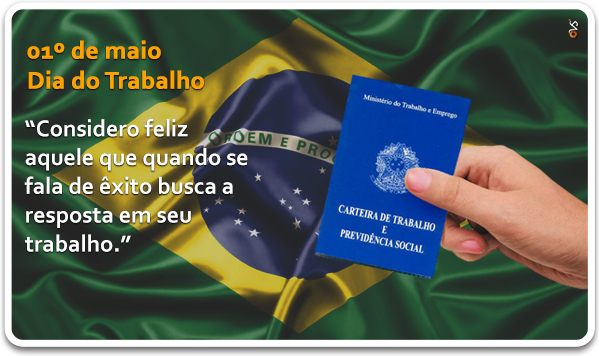 01º de maio
Dia do Trabalho
“Considero feliz
aquele que quando se
fala de êxito busca a
resposta em seu
trabalho.”
ORDEM E PRO
Ministério do Trabalho e Emprego
CARTEIRA DE TRABALHO
E
PREVIDÊNCIA SOCIAL